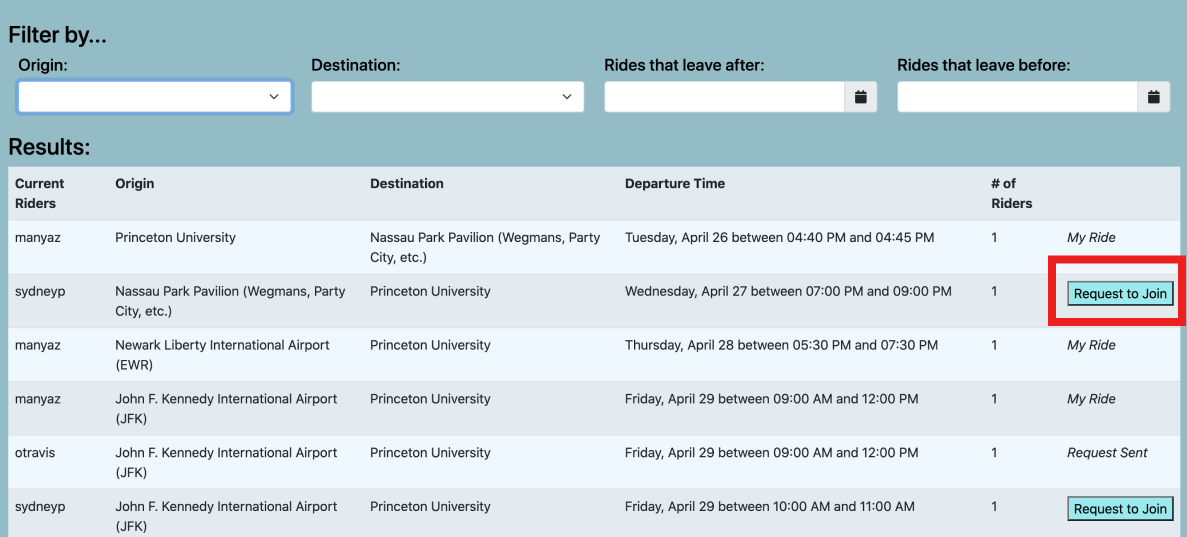 Filter by...
Origin: Destination: Rides that leave after: Rides that leave before:
Results:
Current Riders Origin Destination Departure Time # of Riders
manyaz Princeton University Nassau Park Pavilion (Wegmans, Party City, etc.) Tuesday, April 26 between 04:40 PM and 04:45 PM 1 My Ride
sydneyp Nassau Park Pavilion (Wegmans, Party City, etc.) Princeton University Wednesday, April 27 between 07:00 PM and 09:00 PM 1 Request to Join
manyaz Newark Liberty International Airport (EWR) Princeton University Thursday, April 28 between 05:30 PM and 07:30 PM 1 My Ride
manyaz John F. Kennedy International Airport (JFK) Princeton University Friday, April 29 between 09:00 AM and 12:00 PM 1 My Ride
otravis John F. Kennedy International Airport (JFK) Princeton University Friday, April 29 between 09:00 AM and 12:00 PM 1 Request Sent
sydneyp John F. Kennedy International Airport (JFK) Princeton University Friday, April 29 between 10:00 AM and 11:00 AM 1 Request to Join